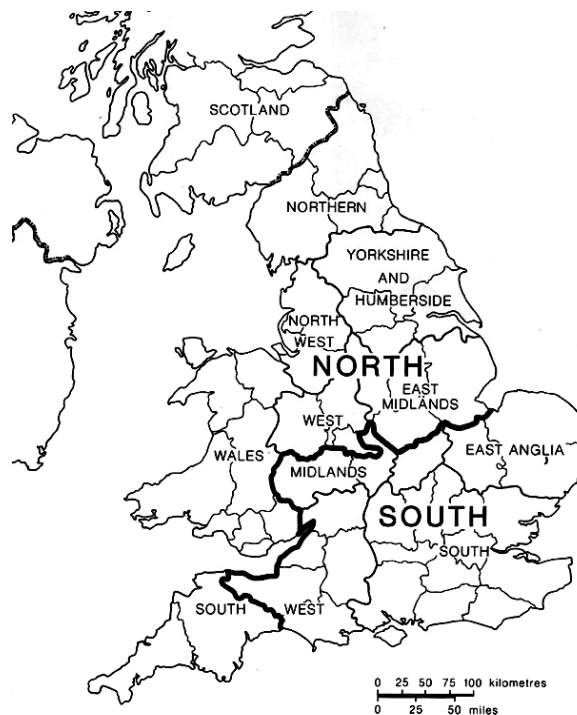 SCOTLAND
NORTHERN
YORKSHIRE
AND
HUMBERSIDE
NORTH
WEST
NORTH
EAST
MIDLANDS
WEST
MIDLANDS
WALES
EAST ANGLIA
SOUTH
SOUTH
SOUTH WEST
0 25 50 75 100 kilometres
0 25 50 miles